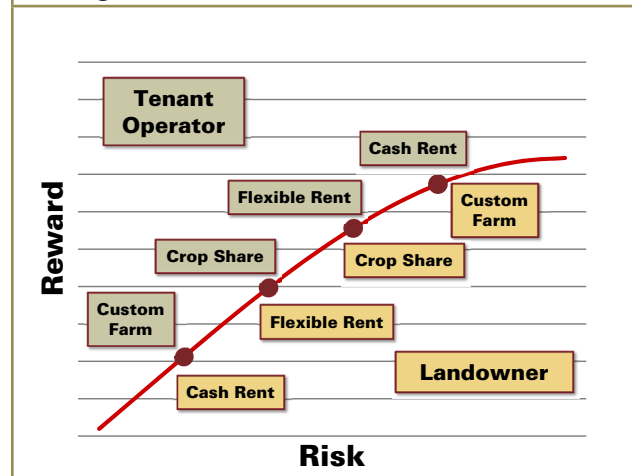 Tenant
Operator
Cash Rent
Flexible Rent
Custom
Farm
Crop Share
Crop Share
Custom
Farm
Flexible Rent
Cash Rent
Landowner
Reward
Risk